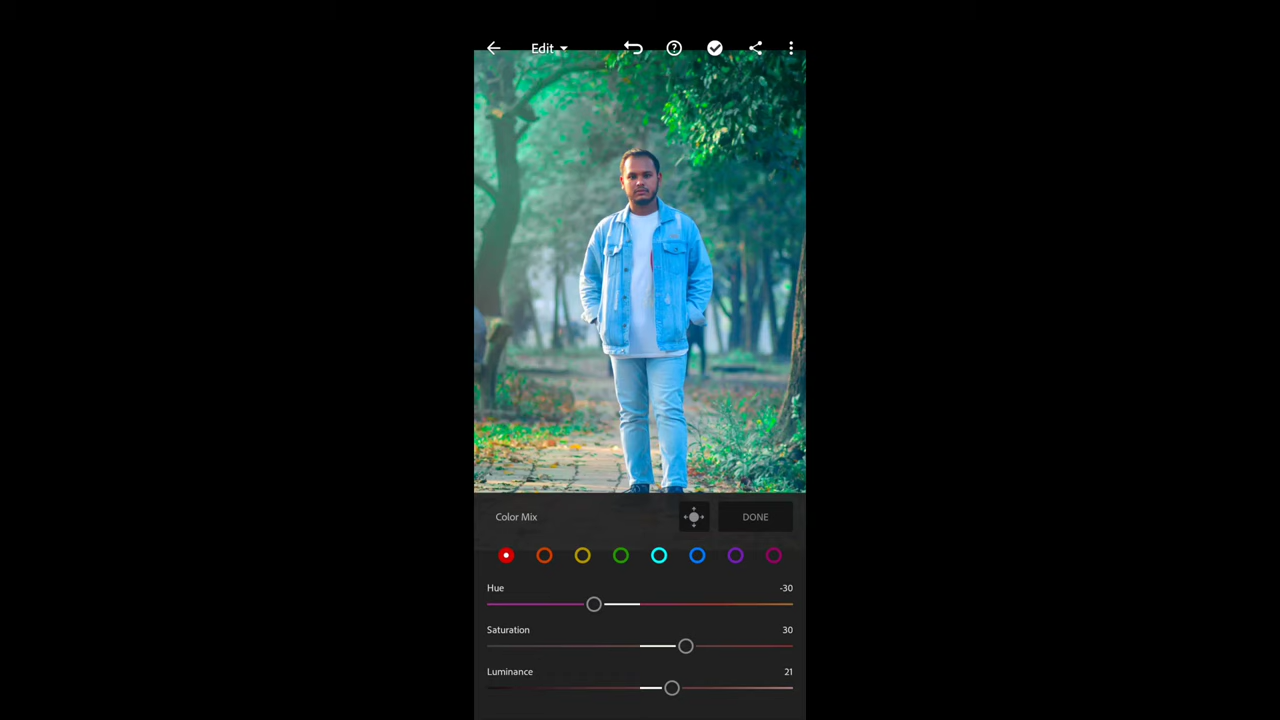 Edit
Color Mix
DONE
Hue -30
Saturation 30
Luminance 21